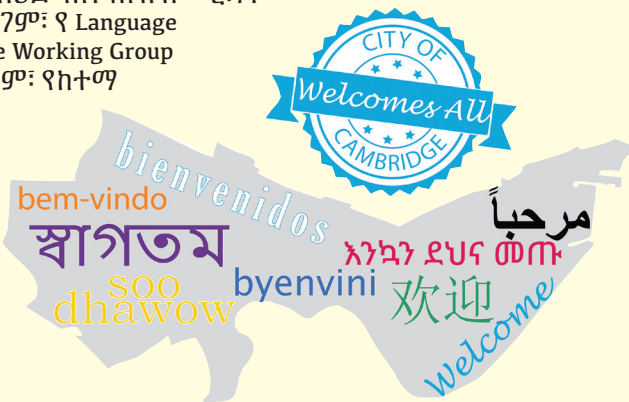 ም፣ የ Language
e Working Group
ም፣ የከተማ
CITY OF
Welcomes All
CAMBRIDGE
bienvenidos
bem-vindo
স্বাগতম
soo
dhawow
byenvini
እንኳን ደህና መጡ
مرحباً
欢迎
Welcome